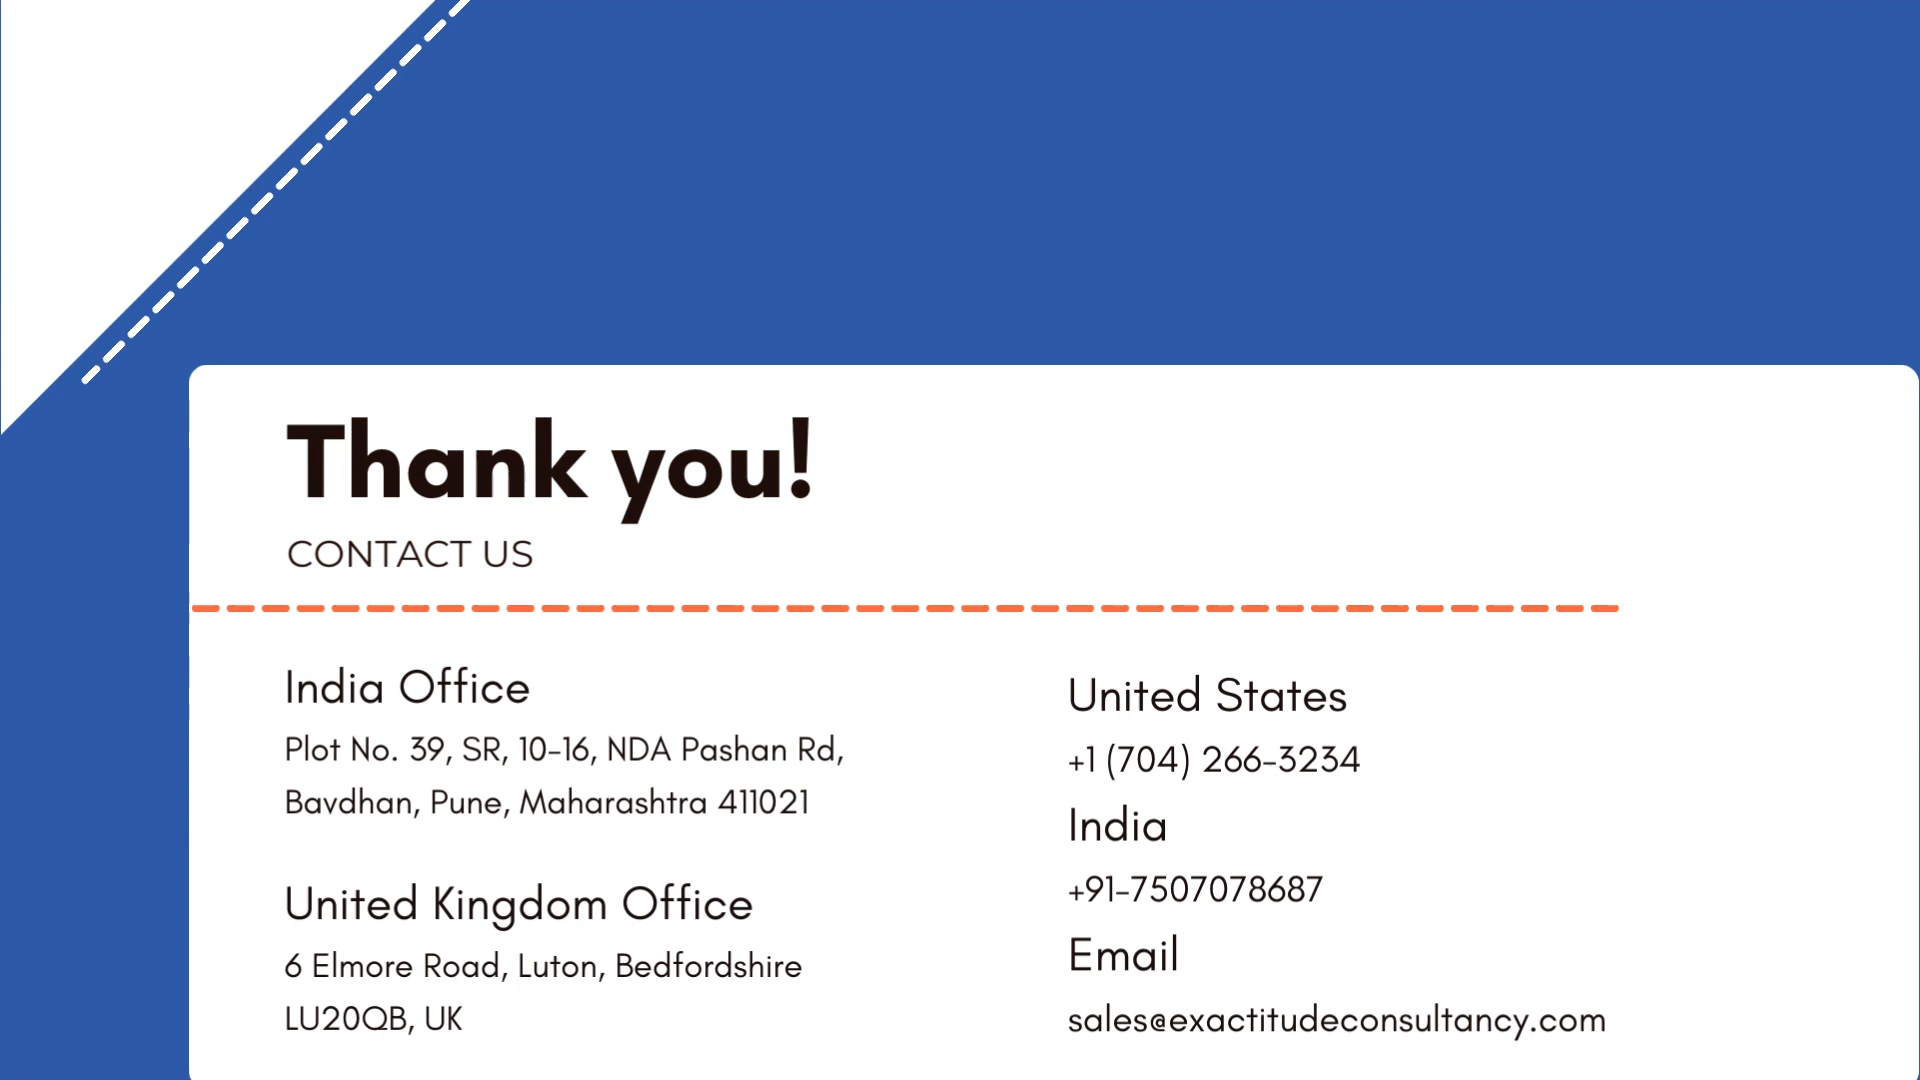 Thank you!
CONTACT US
India Office
Plot No. 39, SR, 10-16, NDA Pashan Rd,
Bavdhan, Pune, Maharashtra 411021
United Kingdom Office
6 Elmore Road, Luton, Bedfordshire
LU20QB, UK
United States
+1 (704) 266-3234
India
+91-7507078687
Email
sales@exactitudeconsultancy.com